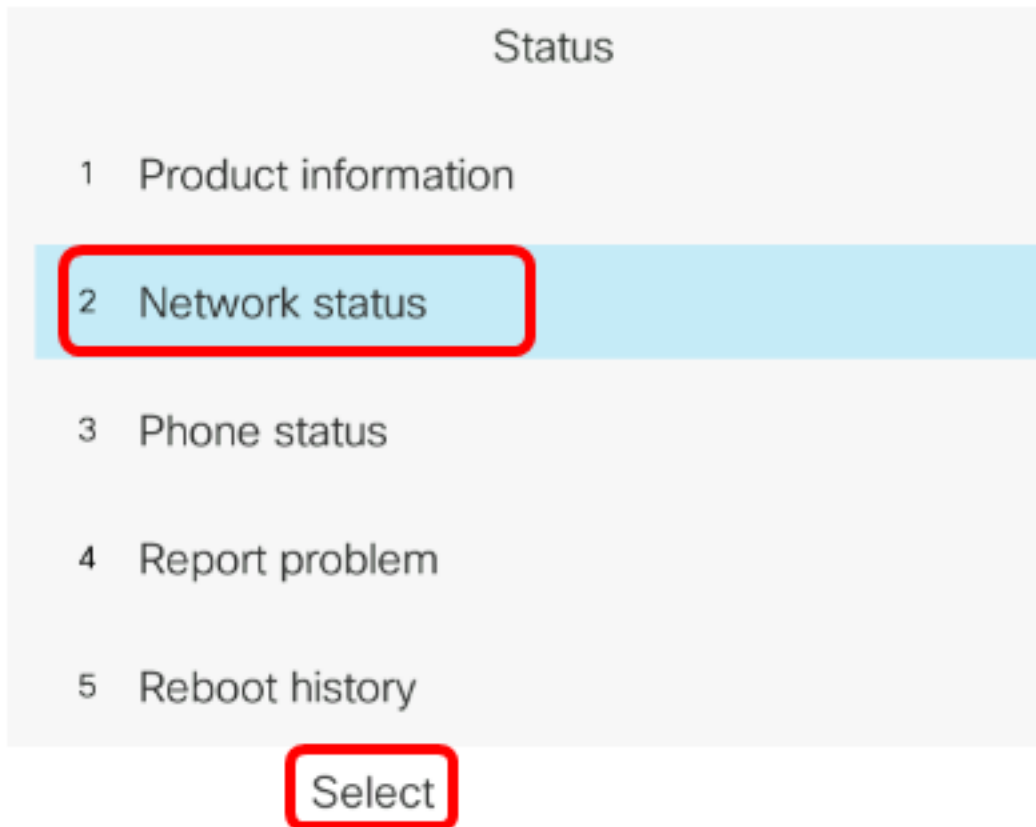 Status
1 Product information
2 Network status
3 Phone status
4 Report problem
5 Reboot history
Select